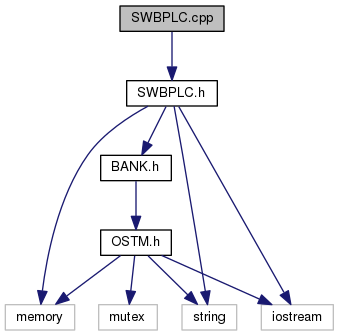 SWBPLC.cpp
SWBPLC.h
BANK.h
OSTM.h
memory
mutex
string
iostream